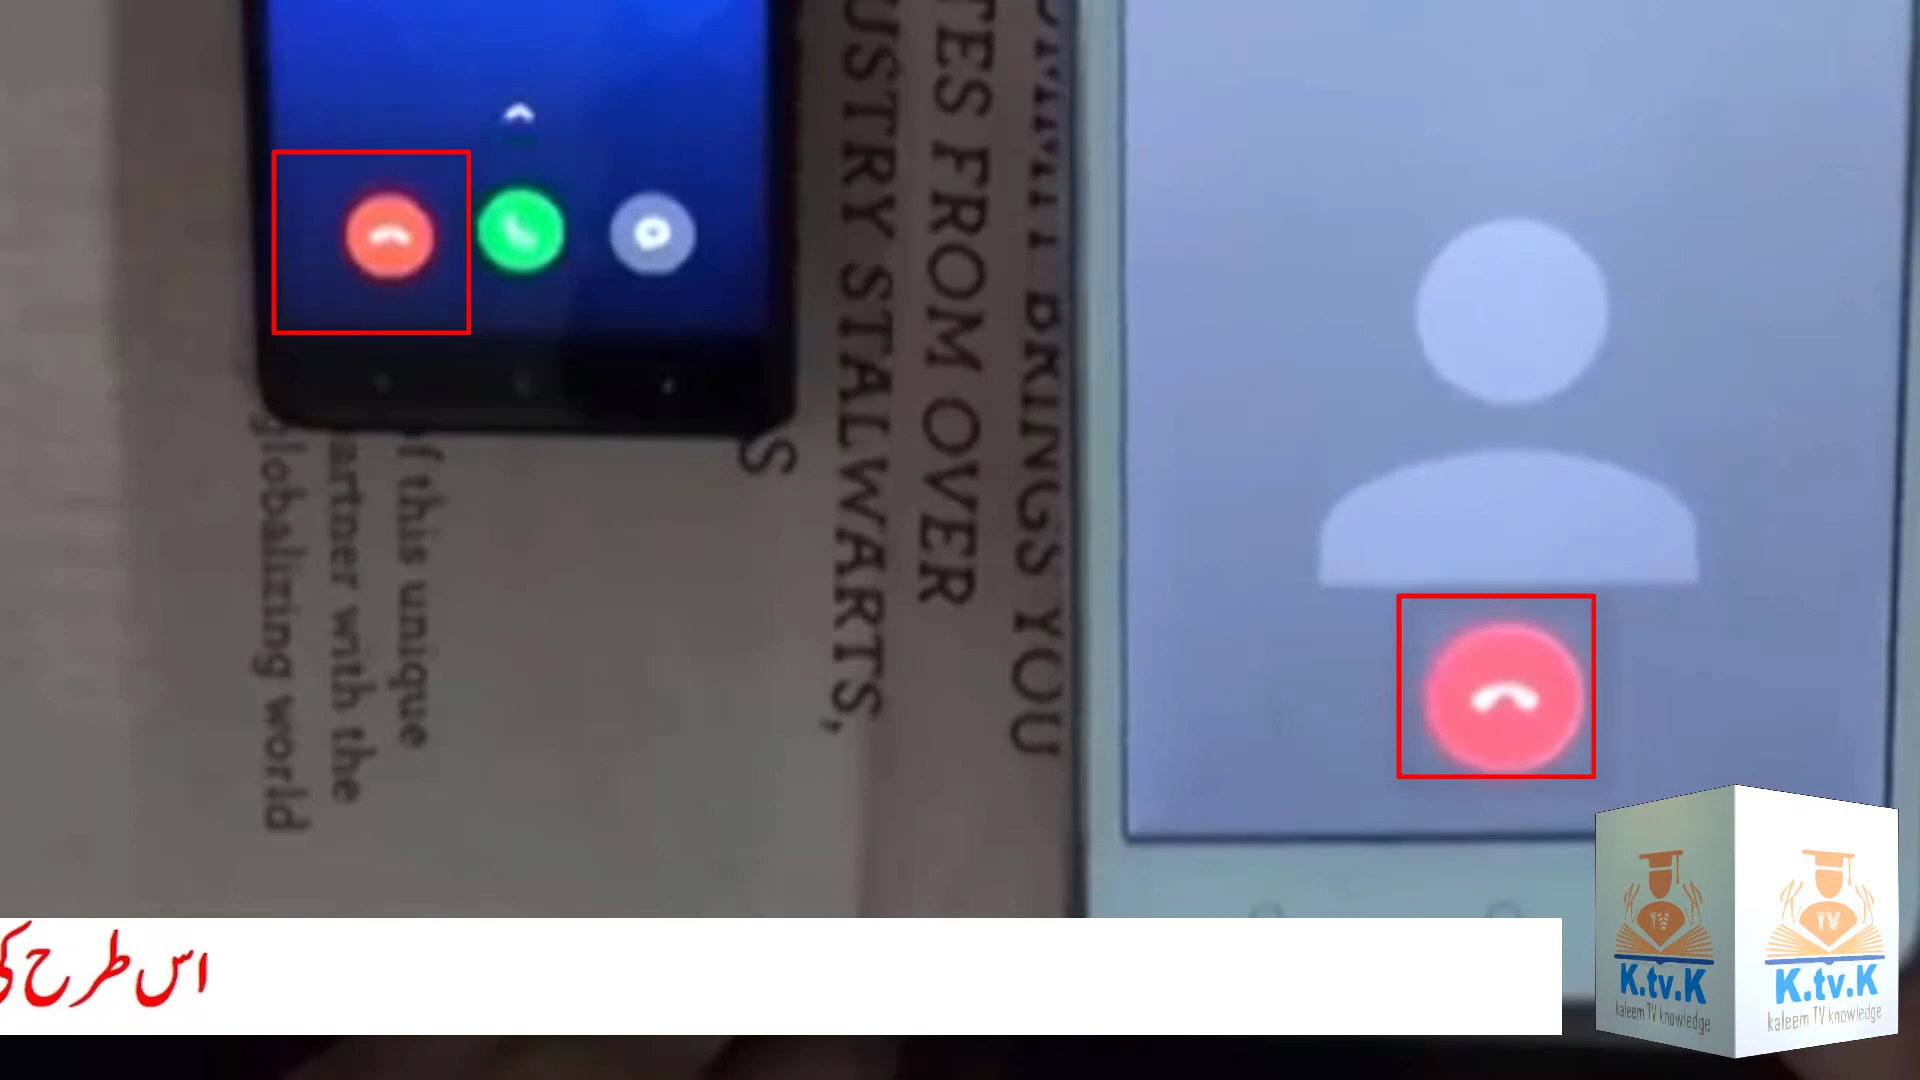 USTRY STALWARTS,
TES FROM OVER
BRINGS YOU
S
f this unique
artner with the
globalizing world
اس طرح کی
K.tv.K
kaleem TV knowledge
K.tv.K
kaleem TV knowledge